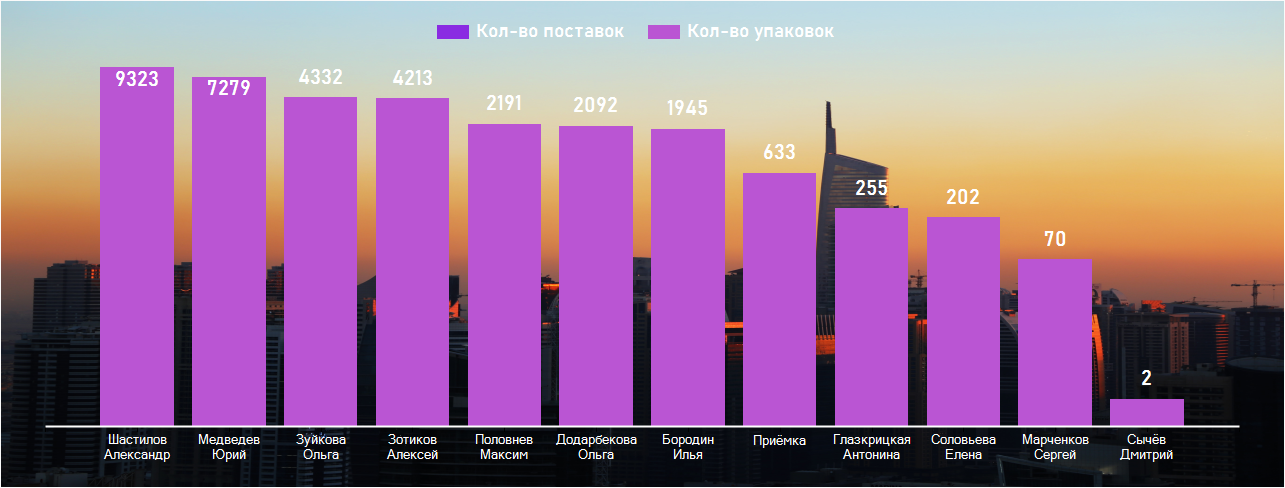 Кол-во поставок Кол-во упаковок
9323 7279 4332 4213 2191 2092 1945 633 255 202 70 2
Шастилов Медведев Зуйкова Зотиков Половнев Додарбекова Бородин Приёмка Глазкрицкая Соловьева Марченков Сычёв
Александр Юрий Ольга Алексей Максим Ольга Илья Антонина Елена Сергей Дмитрий